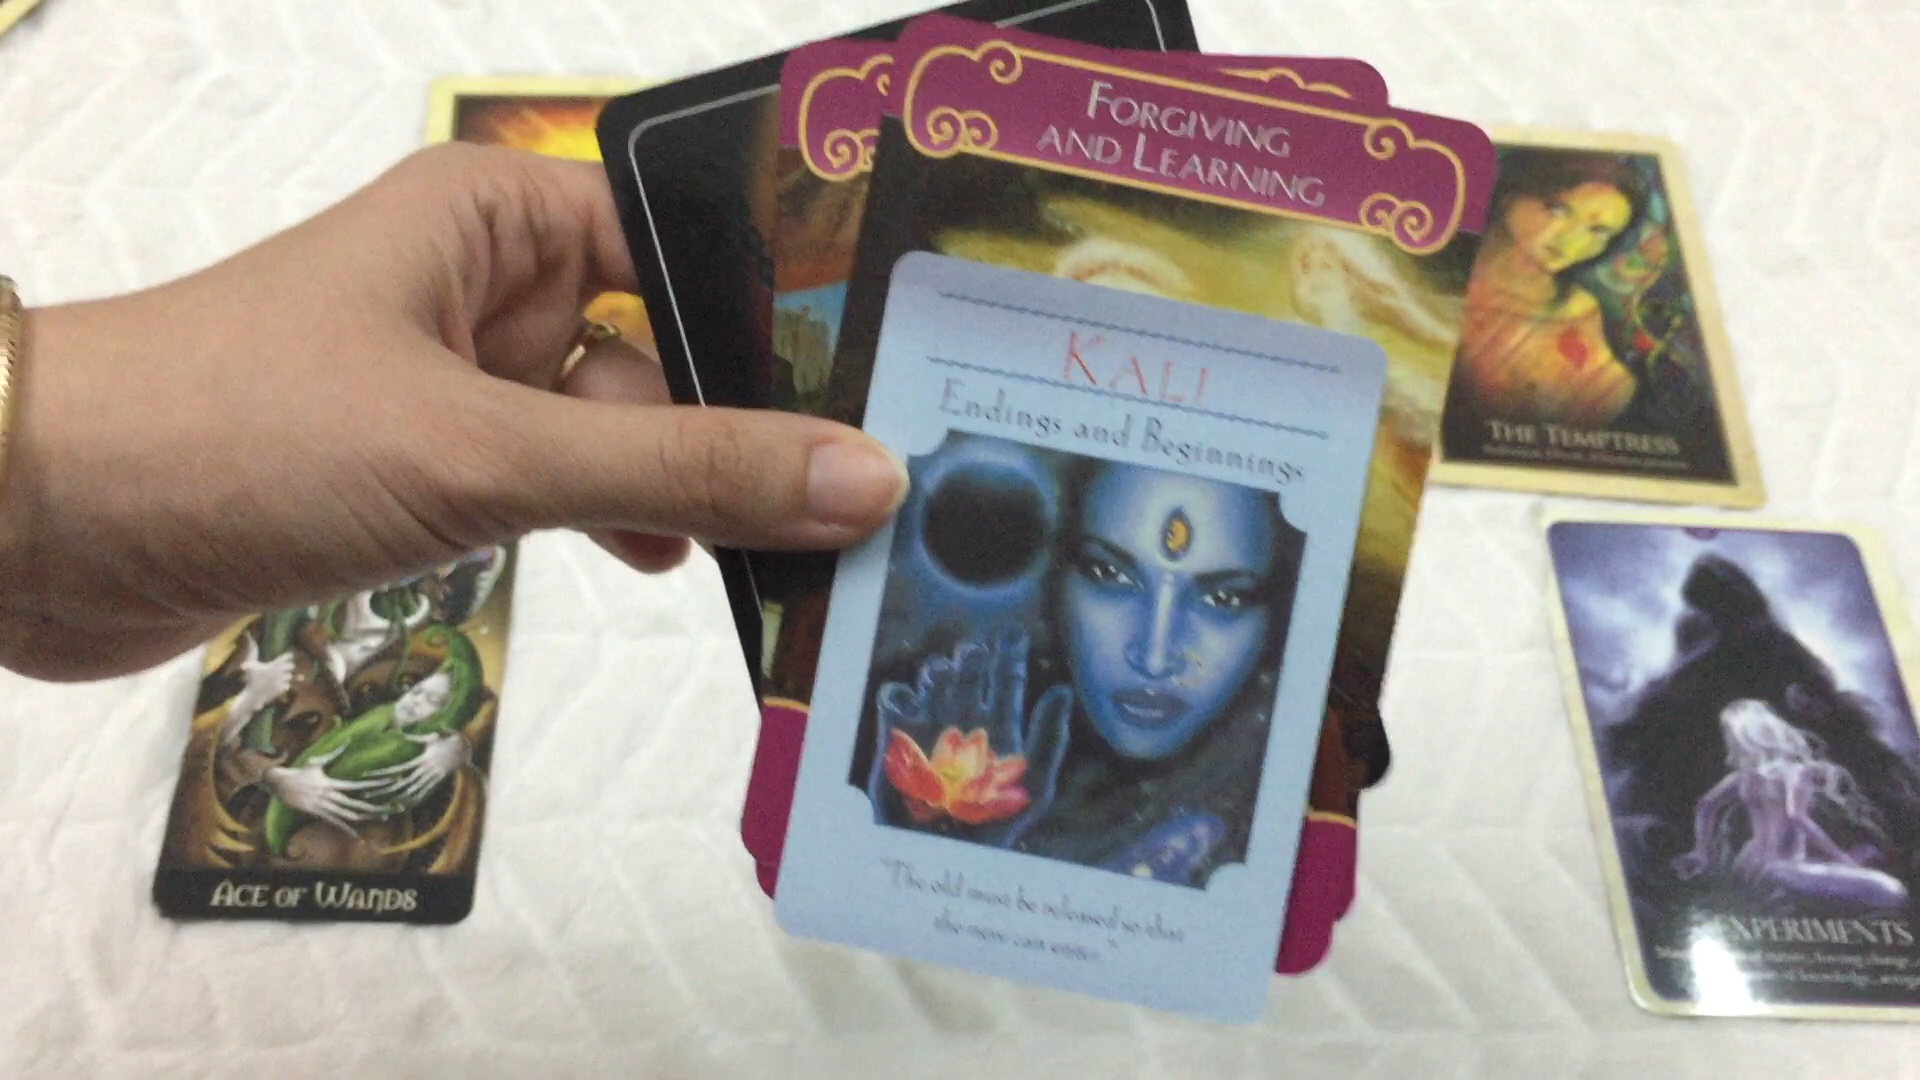 FORGIVING
AND LEARNING
KALI
Endings and Beginnings
"The old must be released so that
the new can enter."
THE TEMPTRESS
ACE OF WANDS
EXPERIMENTS